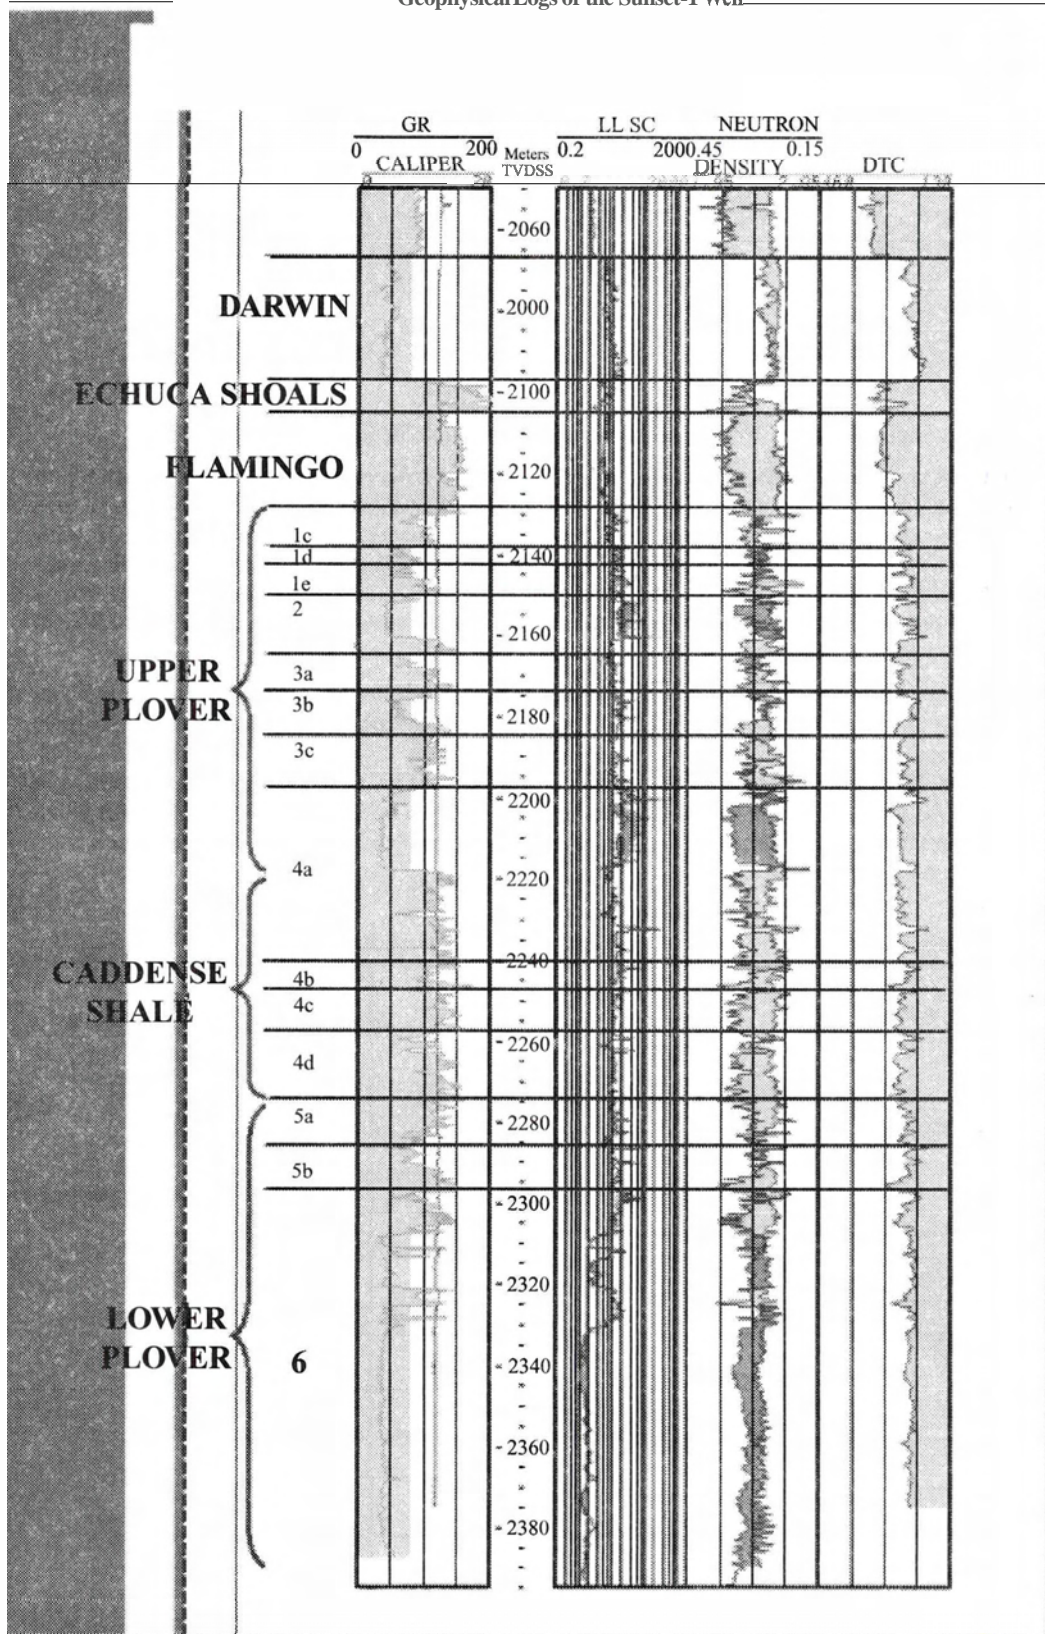 Geophysical Logs of the Sunset-1 Well
GR LL SC NEUTRON
0 200 Meters 0.2 2000.45 0.15
CALIPER TVDSS DENSITY DTC
0 20
-2060
DARWIN -2000
ECHUCA SHOALS -2100
FLAMINGO -2120
1c
1d -2140
1e
2
-2160
UPPER 3a
PLOVER 3b -2180
3c
-2200
4a -2220
-2240
CADDENSE 4b
SHALE 4c
-2260
4d
5a -2280
5b
-2300
-2320
LOWER
PLOVER 6 -2340
-2360
-2380